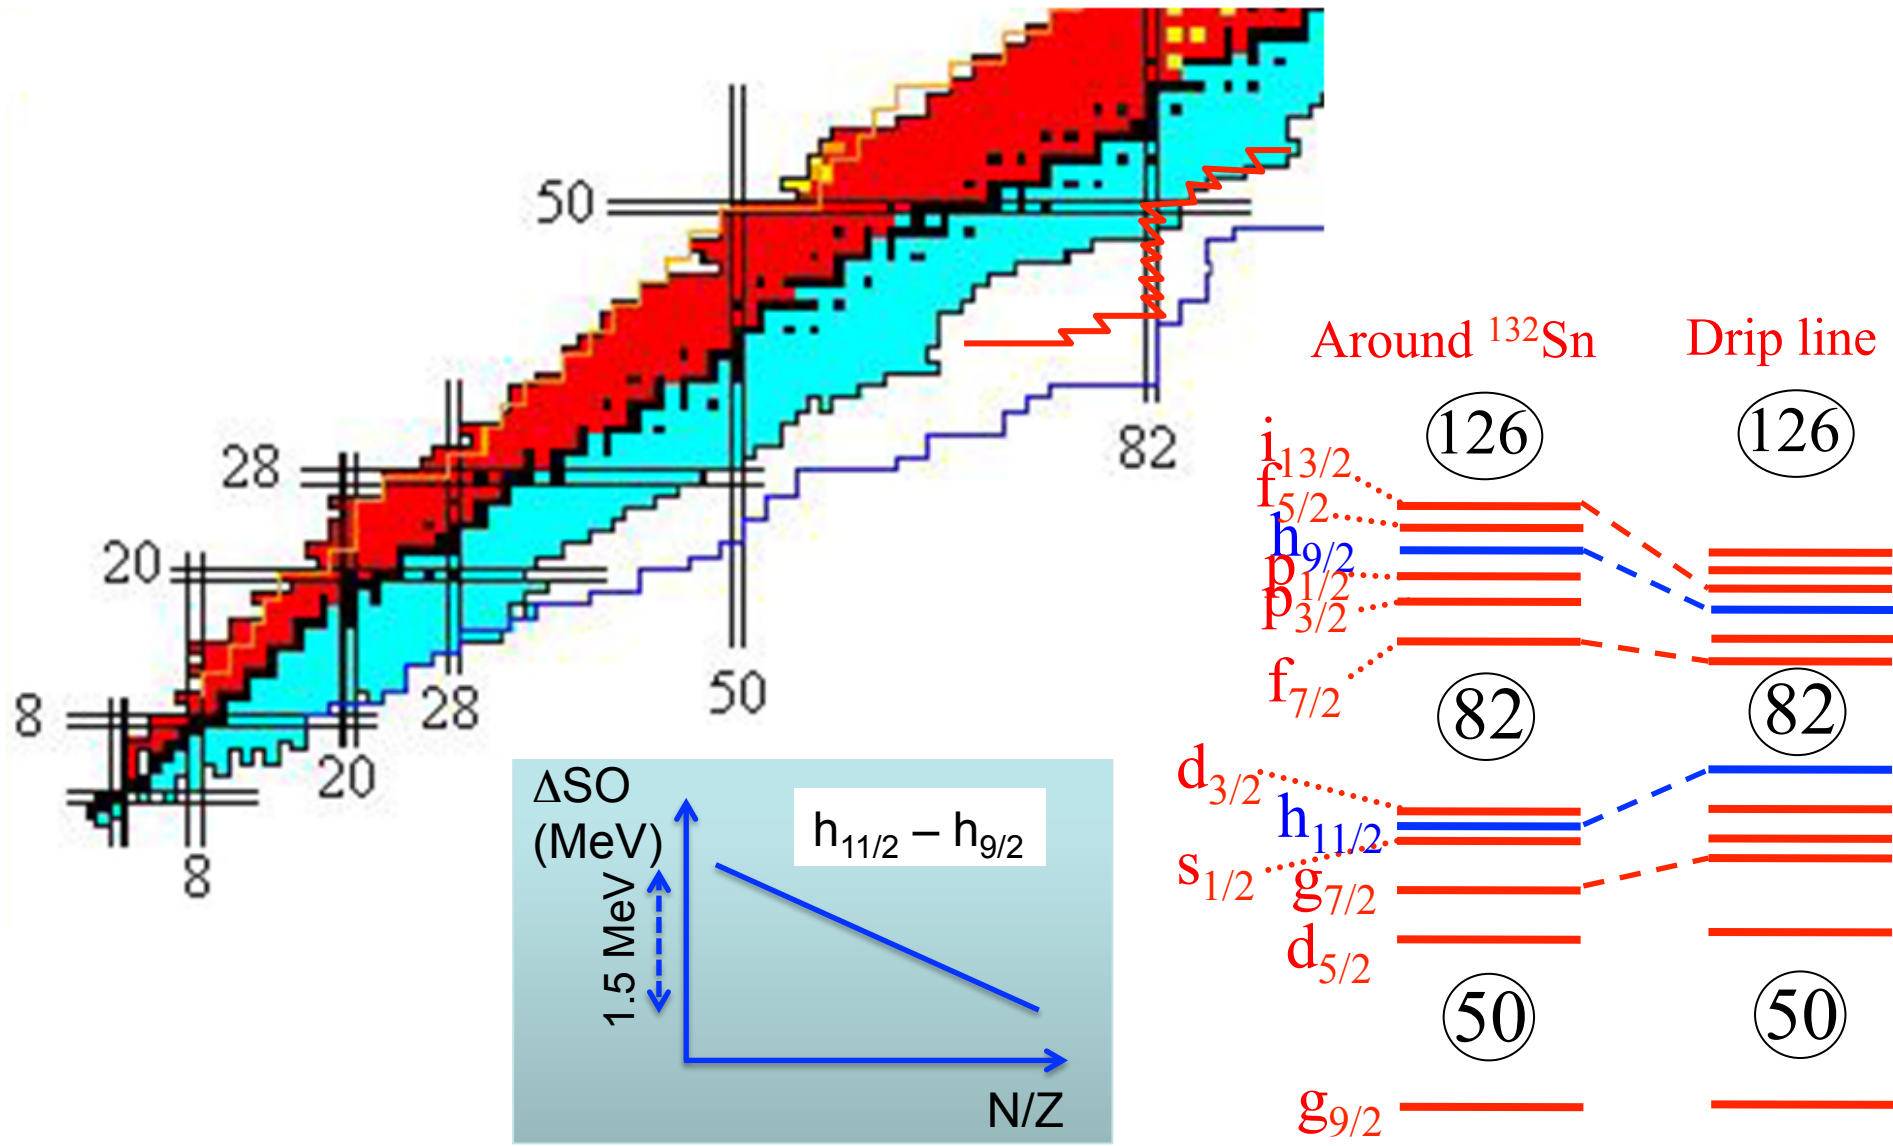 50
28
20
8
82
50
28
20
8
ΔSO
(MeV)
1.5 MeV
h11/2 – h9/2
N/Z
Around 132Sn
Drip line
126
126
i13/2
f5/2
h9/2
p1/2
p3/2
f7/2
82
82
d3/2
h11/2
s1/2
g7/2
d5/2
50
50
g9/2